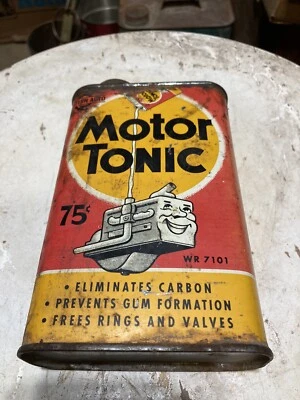 Motor
TONIC
75¢
WR 7101
• ELIMINATES CARBON
• PREVENTS GUM FORMATION
• FREES RINGS AND VALVES